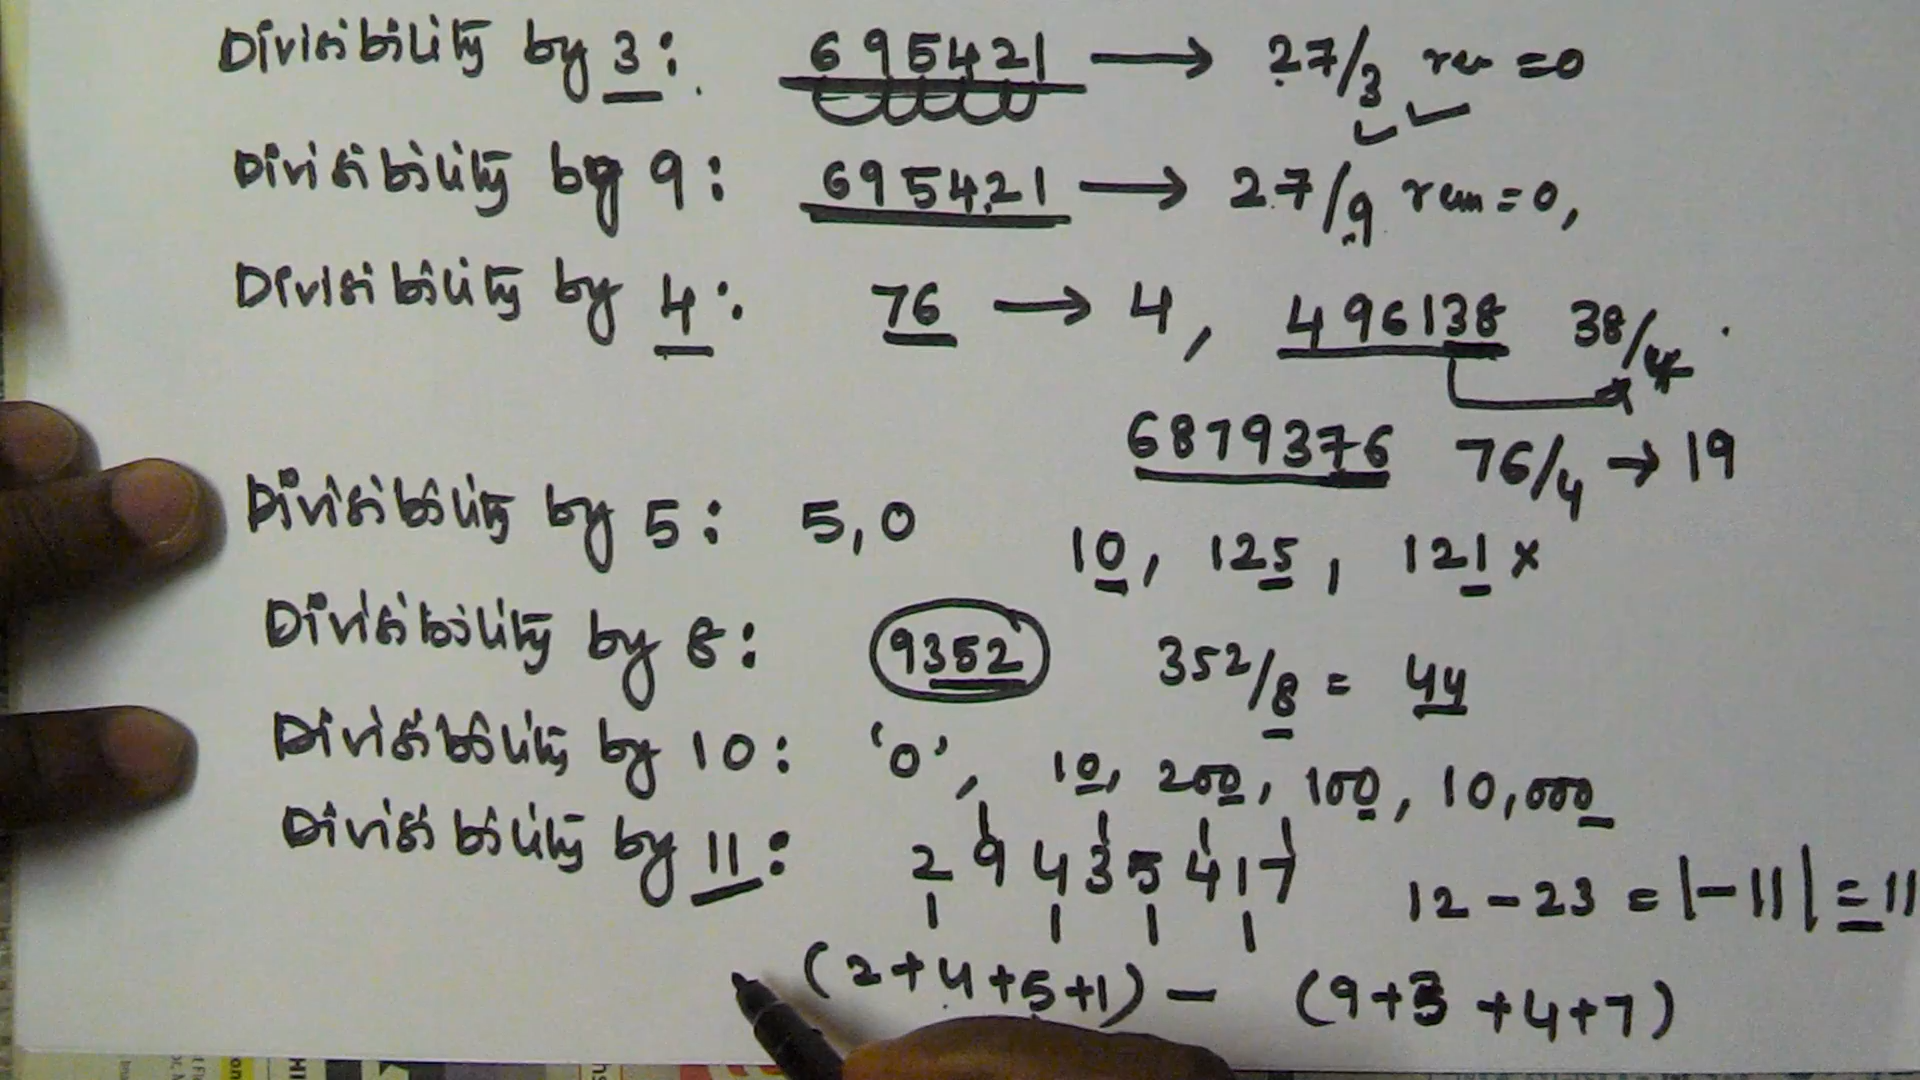 Divisibility by 3: 695421 → 27/3 rem = 0
Divisibility by 9: 695421 → 27/9 rem = 0,
Divisibility by 4: 76 → 4, 496138 38/4
6879376 76/4 → 19
Divisibility by 5: 5,0 10, 125, 121 ×
Divisibility by 8: 9352 352/8 = 44
Divisibility by 10: '0', 10, 200, 100, 10,000
Divisibility by 11: 29435417 12 - 23 = |-11| = 11
(2+4+5+1) - (9+3+4+7)